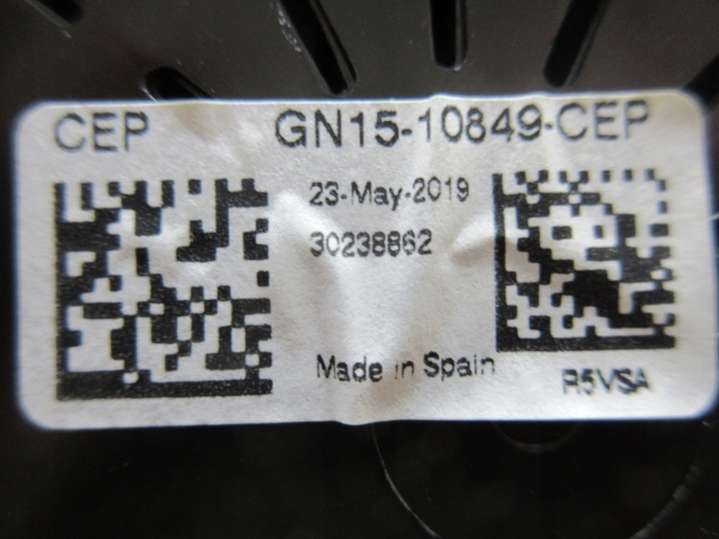 CEP GN15-10849-CEP
23-May-2019
30238862
Made in Spain
R5VSA